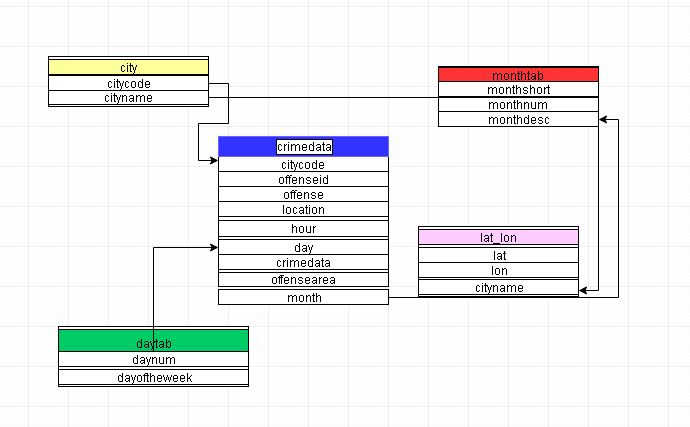 city
citycode
cityname
monthtab
monthshort
monthnum
monthdesc
crimedata
citycode
offenseid
offense
location
hour
day
crimedata
offensearea
month
lat_lon
lat
lon
cityname
daytab
daynum
dayoftheweek